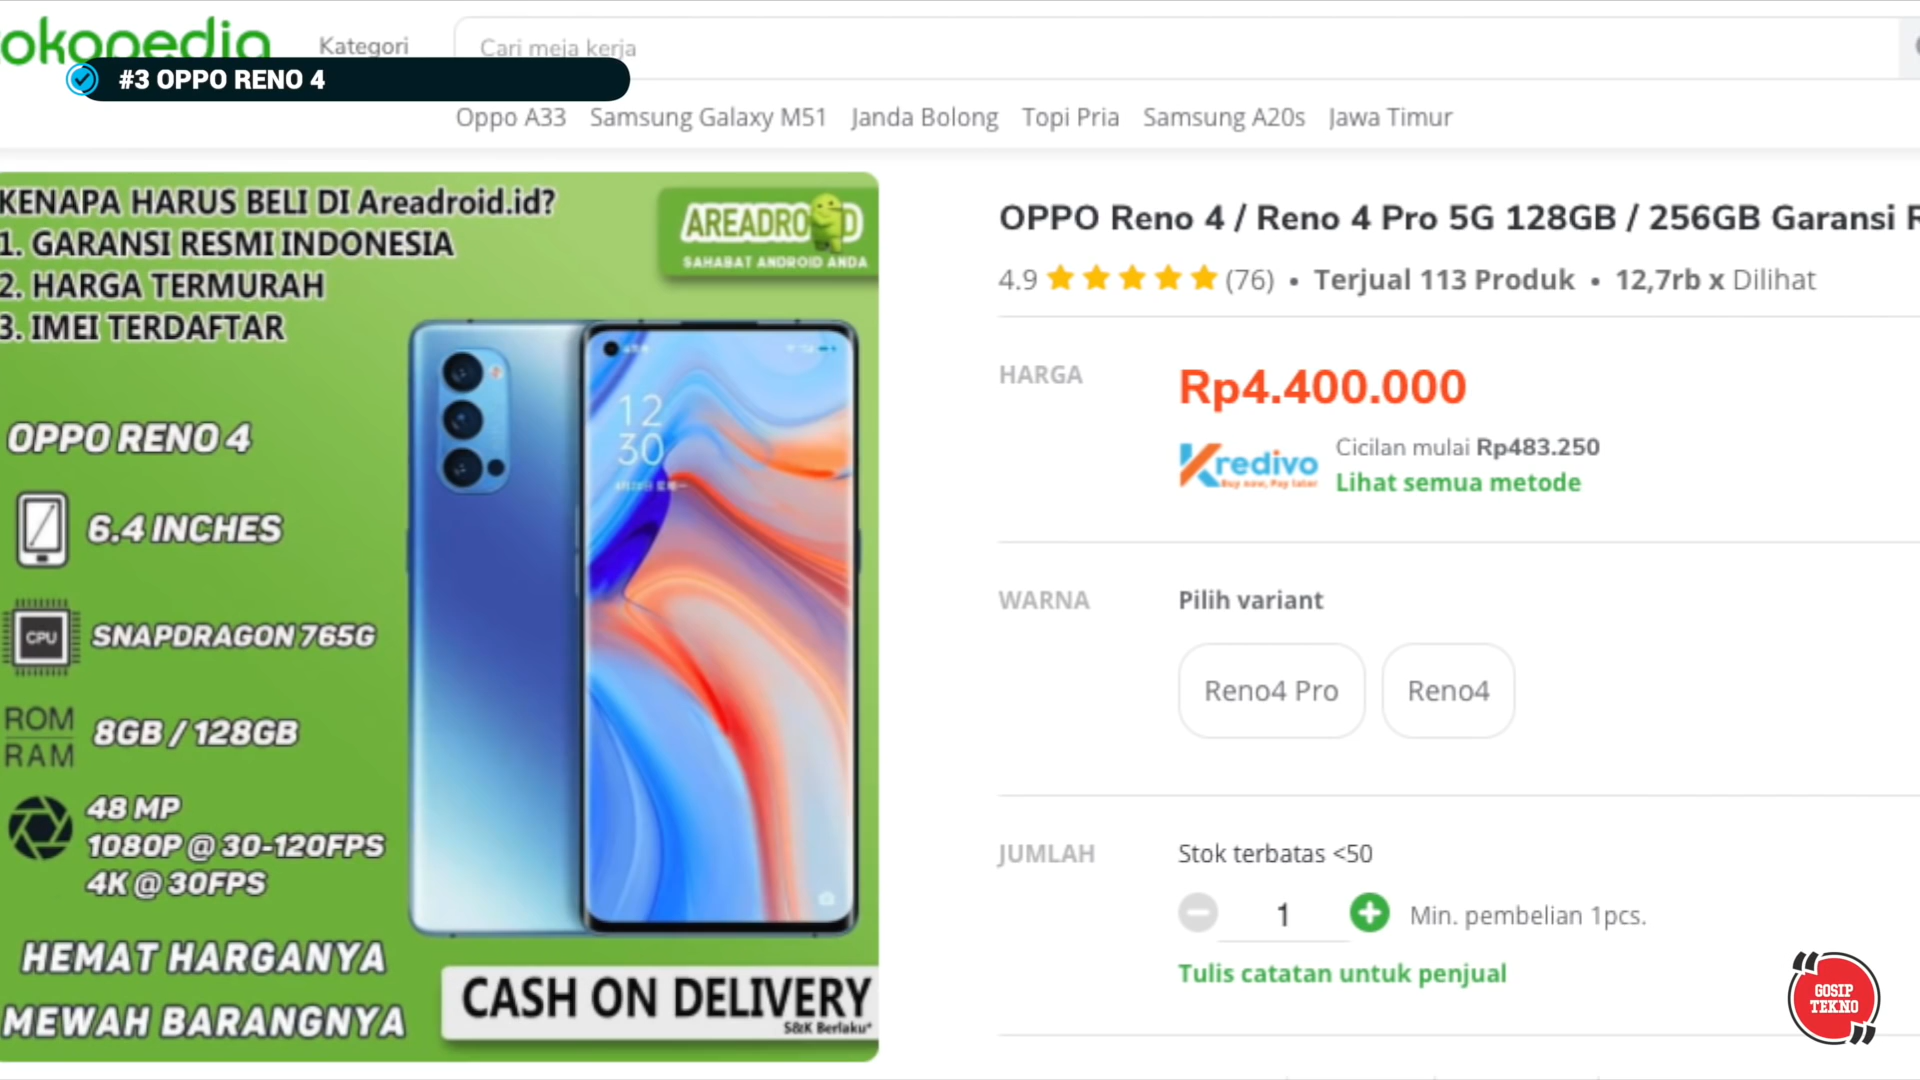 okopedia
Kategori
Cari meja kerja
#3 OPPO RENO 4
Oppo A33 Samsung Galaxy M51 Janda Bolong Topi Pria Samsung A20s Jawa Timur
KENAPA HARUS BELI DI Areadroid.id?
1. GARANSI RESMI INDONESIA
2. HARGA TERMURAH
3. IMEI TERDAFTAR
AREADROID
SAHABAT ANDROID ANDA
OPPO RENO 4
6.4 INCHES
CPU
SNAPDRAGON 765G
ROM
RAM
8GB / 128GB
48 MP
1080P @ 30-120FPS
4K @ 30FPS
HEMAT HARGANYA
MEWAH BARANGNYA
12
30
CASH ON DELIVERY
S&K Berlaku*
OPPO Reno 4 / Reno 4 Pro 5G 128GB / 256GB Garansi R
4.9 (76) • Terjual 113 Produk • 12,7rb x Dilihat
HARGA
Rp4.400.000
Kredivo
Buy now, Pay later
Cicilan mulai Rp483.250
Lihat semua metode
WARNA
Pilih variant
Reno4 Pro
Reno4
JUMLAH
Stok terbatas <50
1
Min. pembelian 1pcs.
Tulis catatan untuk penjual
GOSIP
TEKNO